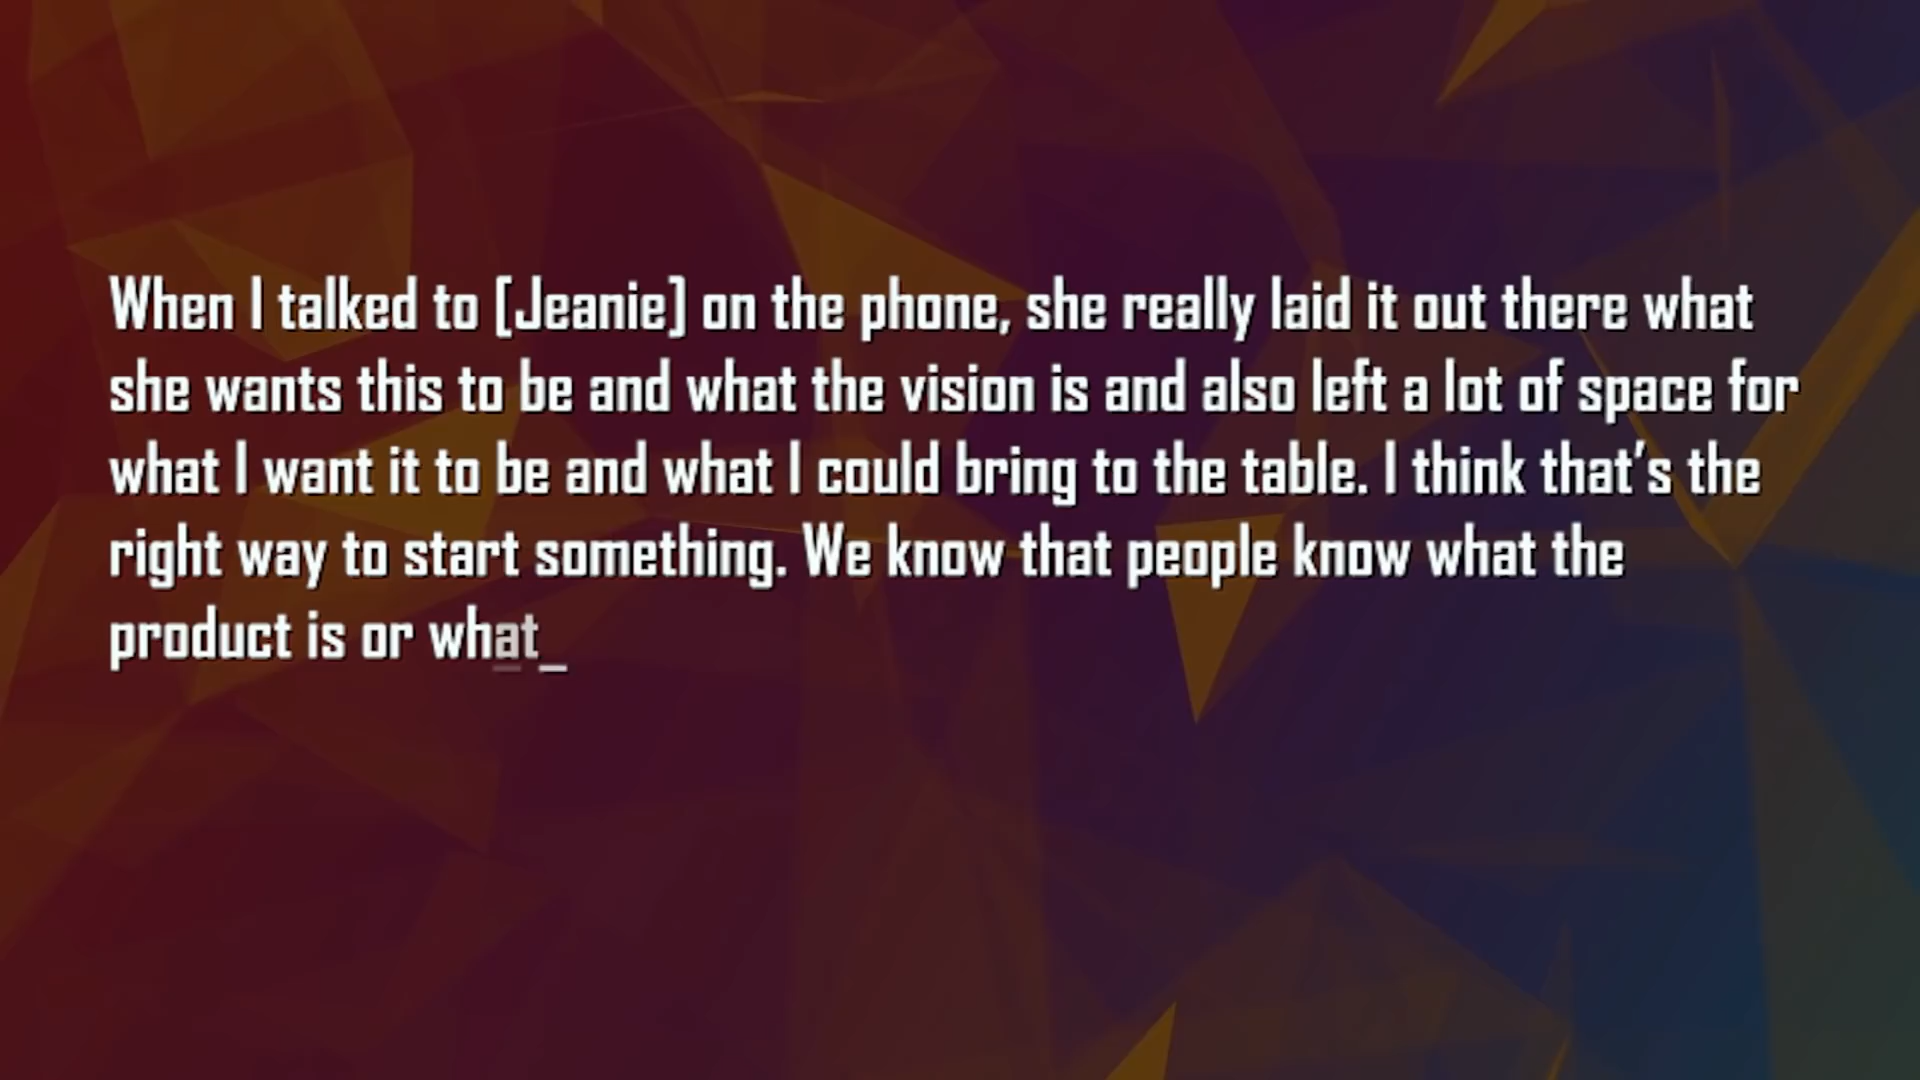 When I talked to [Jeanie] on the phone, she really laid it out there what
she wants this to be and what the vision is and also left a lot of space for
what I want it to be and what I could bring to the table. I think that’s the
right way to start something. We know that people know what the
product is or what_